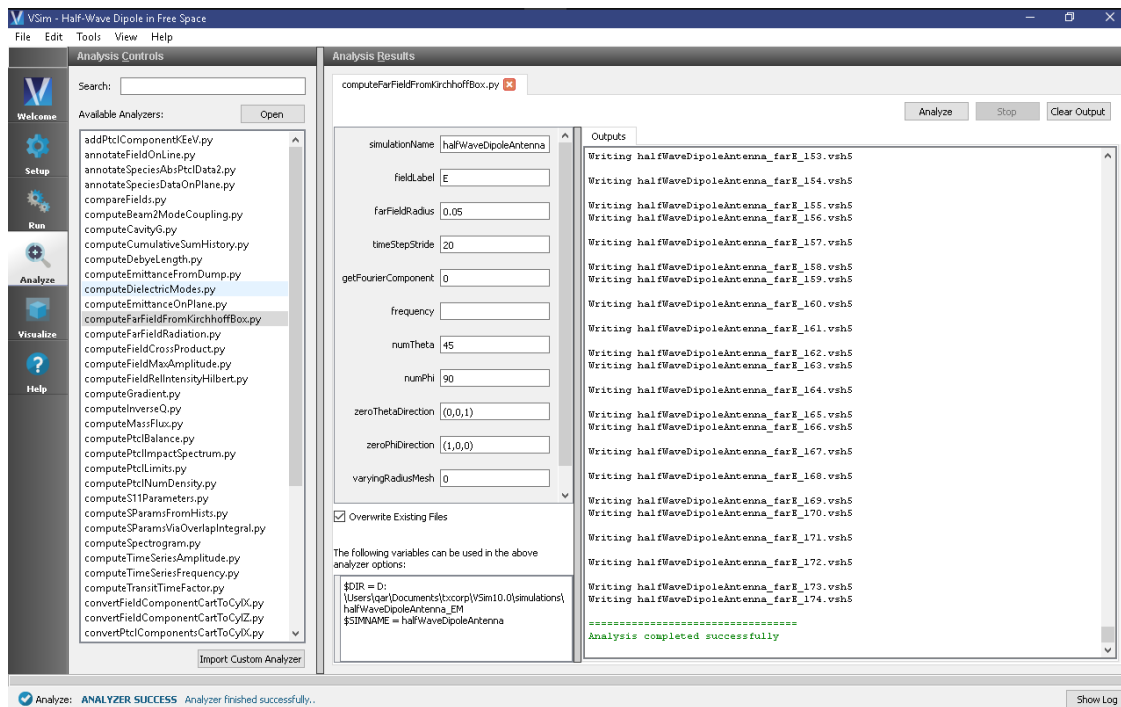 VSim - Half-Wave Dipole in Free Space
File Edit Tools View Help
Welcome
Setup
Run
Analyze
Visualize
Help
Analysis Controls
Search:
Available Analyzers:
Open
addPtclComponentKEeV.py
annotateFieldOnLine.py
annotateSpeciesAbsPtclData2.py
annotateSpeciesDataOnPlane.py
compareFields.py
computeBeam2ModeCoupling.py
computeCavityG.py
computeCumulativeSumHistory.py
computeDebyeLength.py
computeEmittanceFromDump.py
computeDielectricModes.py
computeEmittanceOnPlane.py
computeFarFieldFromKirchhoffBox.py
computeFarFieldRadiation.py
computeFieldCrossProduct.py
computeFieldMaxAmplitude.py
computeFieldRelIntensityHilbert.py
computeGradient.py
computeInverseQ.py
computeMassFlux.py
computePtclBalance.py
computePtclImpactSpectrum.py
computePtclLimits.py
computePtclNumDensity.py
computeS11Parameters.py
computeSParamsFromHists.py
computeSParamsViaOverlapIntegral.py
computeSpectrogram.py
computeTimeSeriesAmplitude.py
computeTimeSeriesFrequency.py
computeTransitTimeFactor.py
convertFieldComponentCartToCylX.py
convertFieldComponentCartToCylZ.py
convertPtclComponentsCartToCylX.py
Import Custom Analyzer
Analysis Results
computeFarFieldFromKirchhoffBox.py
Analyze
Stop
Clear Output
simulationName halfWaveDipoleAntenna
fieldLabel E
farFieldRadius 0.05
timeStepStride 20
getFourierComponent 0
frequency
numTheta 45
numPhi 90
zeroThetaDirection (0,0,1)
zeroPhiDirection (1,0,0)
varyingRadiusMesh 0
Overwrite Existing Files
The following variables can be used in the above
analyzer options:
$DIR = D:
\Users\qar\Documents\txcorp\VSim10.0\simulations\
halfWaveDipoleAntenna_EM
$SIMNAME = halfWaveDipoleAntenna
Outputs
Writing halfWaveDipoleAntenna_farE_153.vsh5
Writing halfWaveDipoleAntenna_farE_154.vsh5
Writing halfWaveDipoleAntenna_farE_155.vsh5
Writing halfWaveDipoleAntenna_farE_156.vsh5
Writing halfWaveDipoleAntenna_farE_157.vsh5
Writing halfWaveDipoleAntenna_farE_158.vsh5
Writing halfWaveDipoleAntenna_farE_159.vsh5
Writing halfWaveDipoleAntenna_farE_160.vsh5
Writing halfWaveDipoleAntenna_farE_161.vsh5
Writing halfWaveDipoleAntenna_farE_162.vsh5
Writing halfWaveDipoleAntenna_farE_163.vsh5
Writing halfWaveDipoleAntenna_farE_164.vsh5
Writing halfWaveDipoleAntenna_farE_165.vsh5
Writing halfWaveDipoleAntenna_farE_166.vsh5
Writing halfWaveDipoleAntenna_farE_167.vsh5
Writing halfWaveDipoleAntenna_farE_168.vsh5
Writing halfWaveDipoleAntenna_farE_169.vsh5
Writing halfWaveDipoleAntenna_farE_170.vsh5
Writing halfWaveDipoleAntenna_farE_171.vsh5
Writing halfWaveDipoleAntenna_farE_172.vsh5
Writing halfWaveDipoleAntenna_farE_173.vsh5
Writing halfWaveDipoleAntenna_farE_174.vsh5
==================================
Analysis completed successfully
Analyze: ANALYZER SUCCESS Analyzer finished successfully..
Show Log